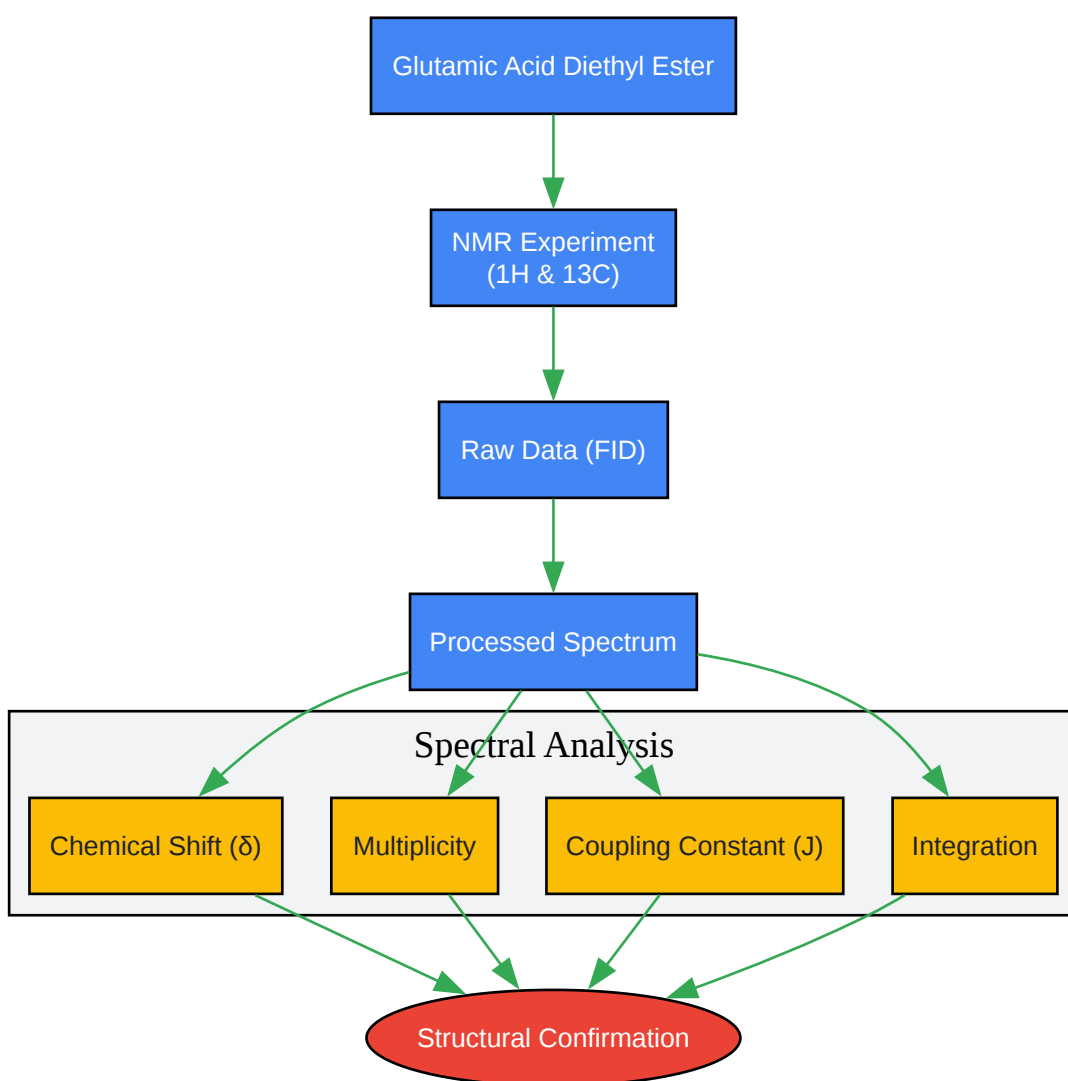 Glutamic Acid Diethyl Ester
NMR Experiment
(1H & 13C)
Raw Data (FID)
Processed Spectrum
Spectral Analysis
Chemical Shift (δ)
Multiplicity
Coupling Constant (J)
Integration
Structural Confirmation